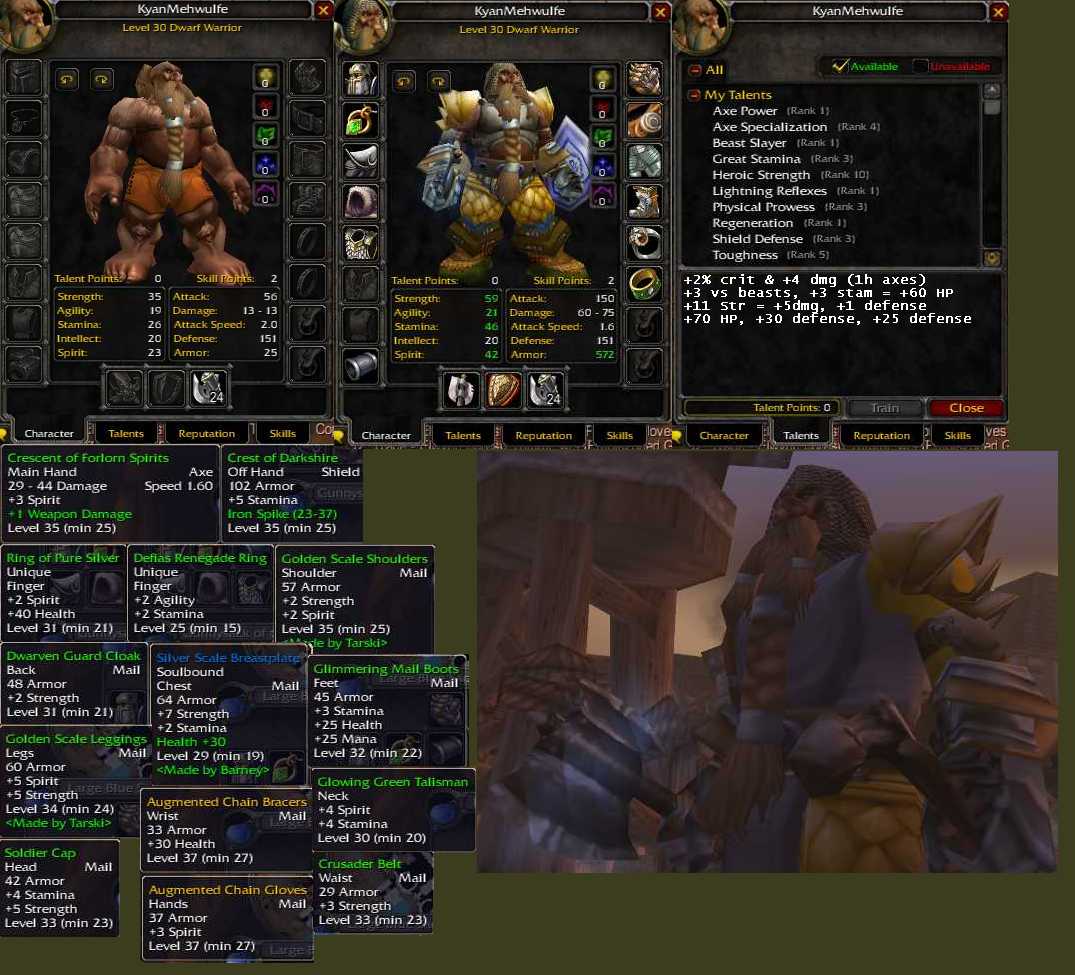 KyanMehwulfe
Level 30 Dwarf Warrior
0
0
0
0
0
24
Talent Points: 0 Skill Points: 2
Strength: 35 Attack: 56
Agility: 19 Damage: 13 - 13
Stamina: 26 Attack Speed: 2.0
Intellect: 20 Defense: 151
Spirit: 23 Armor: 25
Character Talents Reputation Skills
KyanMehwulfe
Level 30 Dwarf Warrior
0
0
0
0
0
24
Talent Points: 0 Skill Points: 2
Strength: 59 Attack: 150
Agility: 21 Damage: 60 - 75
Stamina: 46 Attack Speed: 1.6
Intellect: 20 Defense: 151
Spirit: 42 Armor: 572
Character Talents Reputation Skills
KyanMehwulfe
All Available Unavailable
My Talents
Axe Power (Rank 1)
Axe Specialization (Rank 4)
Beast Slayer (Rank 1)
Great Stamina (Rank 3)
Heroic Strength (Rank 10)
Lightning Reflexes (Rank 1)
Physical Prowess (Rank 3)
Regeneration (Rank 1)
Shield Defense (Rank 3)
Toughness (Rank 5)
+2% crit & +4 dmg (1h axes)
+3 vs beasts, +3 stam = +60 HP
+11 Str = +5dmg, +1 defense
+70 HP, +30 defense, +25 defense
Talent Points: 0 Train Close
Character Talents Reputation Skills
Crescent of Forlorn Spirits
Main Hand Axe
29 - 44 Damage Speed 1.60
+3 Spirit
+1 Weapon Damage
Level 35 (min 25)
Crest of Darkshire
Off Hand Shield
102 Armor
+5 Stamina
Iron Spike (23-37)
Level 35 (min 25)
Ring of Pure Silver
Unique
Finger
+2 Spirit
+40 Health
Level 31 (min 21)
Defias Renegade Ring
Unique
Finger
+2 Agility
+2 Stamina
Level 25 (min 15)
Golden Scale Shoulders
Shoulder Mail
57 Armor
+2 Strength
+2 Spirit
Level 35 (min 25)
<Made by Tarski>
Dwarven Guard Cloak
Back Mail
48 Armor
+2 Strength
Level 31 (min 21)
Silver Scale Breastplate
Soulbound
Chest Mail
64 Armor
+7 Strength
+2 Stamina
Health +30
Level 29 (min 19)
<Made by Barney>
Glimmering Mail Boots
Feet Mail
45 Armor
+3 Stamina
+25 Health
+25 Mana
Level 32 (min 22)
Golden Scale Leggings
Legs Mail
60 Armor
+5 Spirit
+5 Strength
Level 34 (min 24)
<Made by Tarski>
Augmented Chain Bracers
Wrist Mail
33 Armor
+30 Health
Level 37 (min 27)
Glowing Green Talisman
Neck
+4 Spirit
+4 Stamina
Level 30 (min 20)
Soldier Cap
Head Mail
42 Armor
+4 Stamina
+5 Strength
Level 33 (min 23)
Augmented Chain Gloves
Hands Mail
37 Armor
+3 Spirit
Level 37 (min 27)
Crusader Belt
Waist Mail
29 Armor
+3 Strength
Level 33 (min 23)